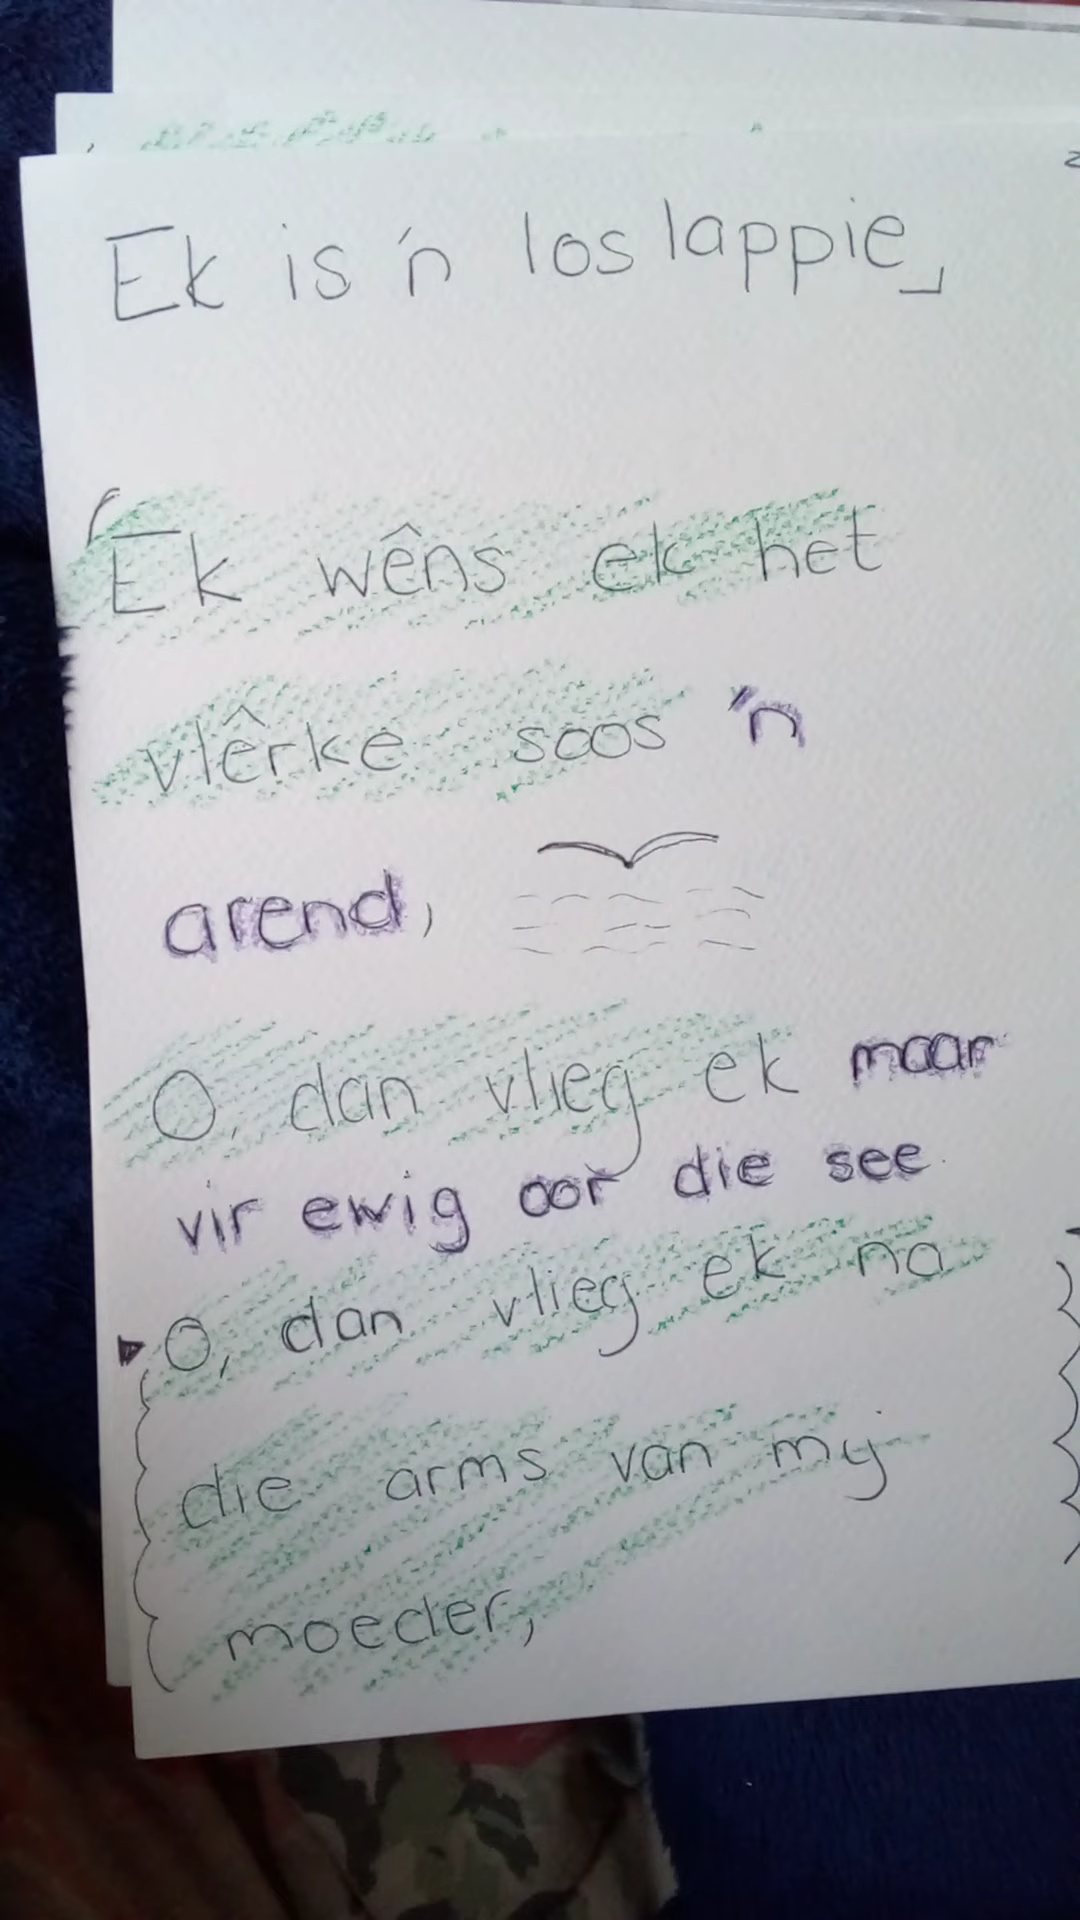 Ek is 'n los lappie
Ek wêns ek het
vlêrke soos 'n
arend,
O, dan vlieg ek maar
vir ewig oor die see.
O, dan vlieg ek na
die arms van my
moeder,